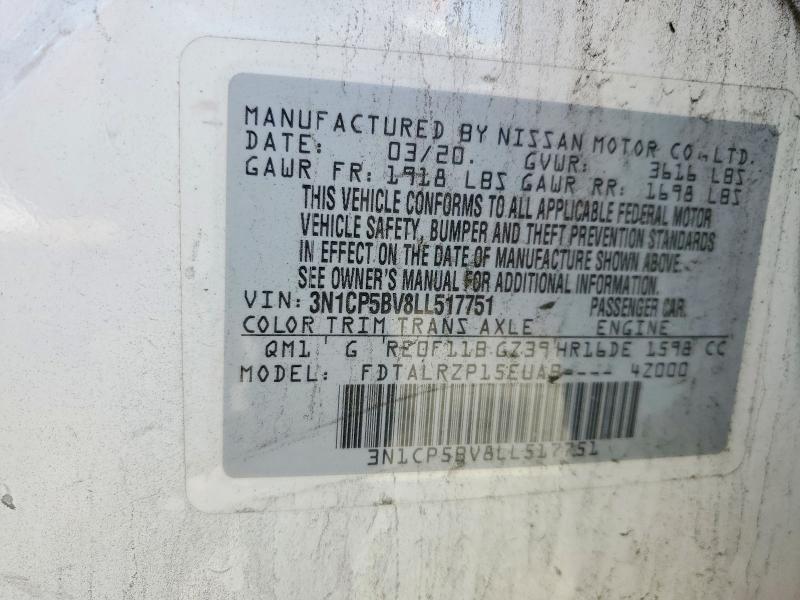 MANUFACTURED BY NISSAN MOTOR CO.,LTD.
DATE: 03/20. GVWR: 3616 LBS
GAWR FR: 1918 LBS GAWR RR: 1698 LBS
THIS VEHICLE CONFORMS TO ALL APPLICABLE FEDERAL MOTOR
VEHICLE SAFETY, BUMPER AND THEFT PREVENTION STANDARDS
IN EFFECT ON THE DATE OF MANUFACTURE SHOWN ABOVE.
SEE OWNER'S MANUAL FOR ADDITIONAL INFORMATION.
VIN: 3N1CP5BV8LL517751 PASSENGER CAR.
COLOR TRIM TRANS AXLE ENGINE
QM1 G RE0F11B GZ39 HR16DE 1598 CC
MODEL: FDTALRZP15EUAB---- 4Z000
3N1CP5BV8LL517751